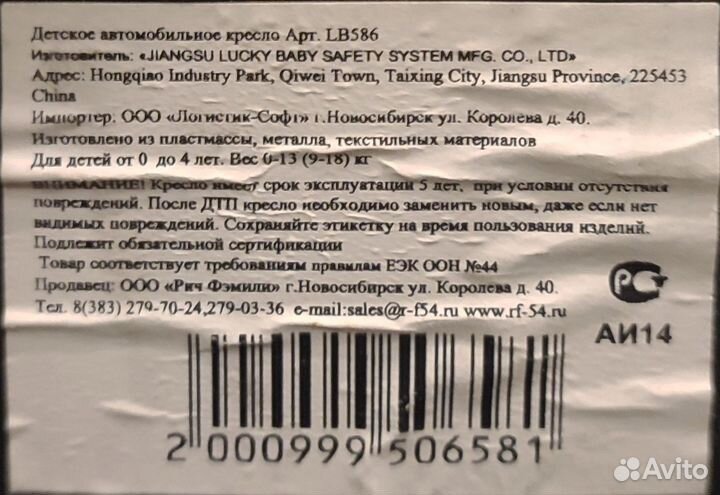 Детское автомобильное кресло Арт. LB586
Изготовитель: «JIANGSU LUCKY BABY SAFETY SYSTEM MFG. CO., LTD»
Адрес: Hongqiao Industry Park, Qiwei Town, Taixing City, Jiangsu Province, 225453
China
Импортер: ООО «Логистик-Софт» г.Новосибирск ул. Королева д. 40.
Изготовлено из пластмассы, металла, текстильных материалов
Для детей от 0 до 4 лет. Вес 0-13 (9-18) кг
ВНИМАНИЕ! Кресло имеет срок эксплуатации 5 лет, при условии отсутствия
повреждений. После ДТП кресло необходимо заменить новым, даже если нет
видимых повреждений. Сохраняйте этикетку на время пользования изделий.
Подлежит обязательной сертификации
Товар соответствует требованиям правилам ЕЭК ООН №44
Продавец: ООО «Рич Фэмили» г.Новосибирск ул. Королева д. 40.
Тел. 8(383) 279-70-24,279-03-36 e-mail:sales@r-f54.ru www.rf-54.ru
РСТ
АИ14
2 000999 506581
Avito